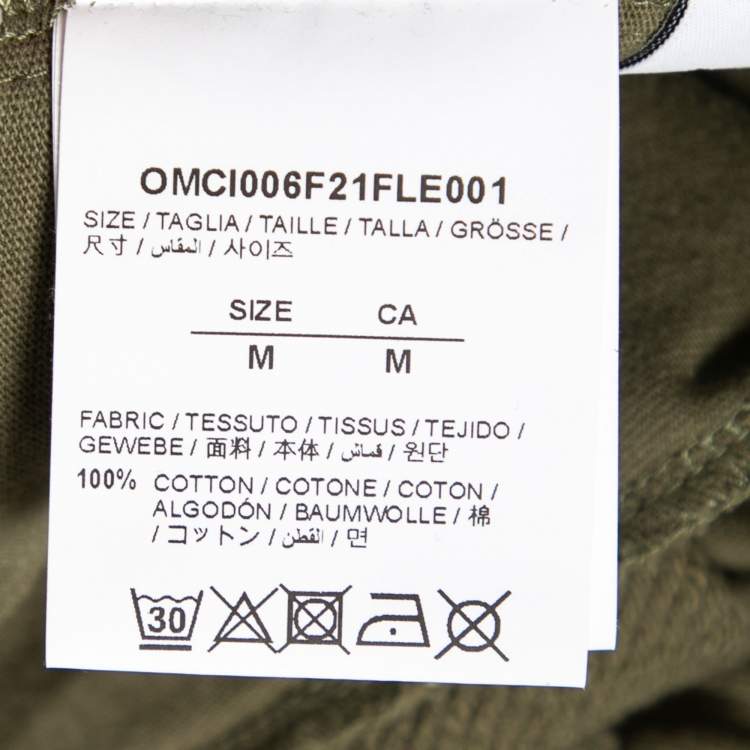 OMCI006F21FLE001
SIZE / TAGLIA / TAILLE / TALLA / GRÖSSE /
尺寸 / المقاس / 사이즈
SIZE CA
M M
FABRIC / TESSUTO / TISSUS / TEJIDO /
GEWEBE / 面料 / 本体 / قماش / 원단
100% COTTON / COTONE / COTON /
ALGODÓN / BAUMWOLLE / 棉
/ コットン / القطن / 면
30